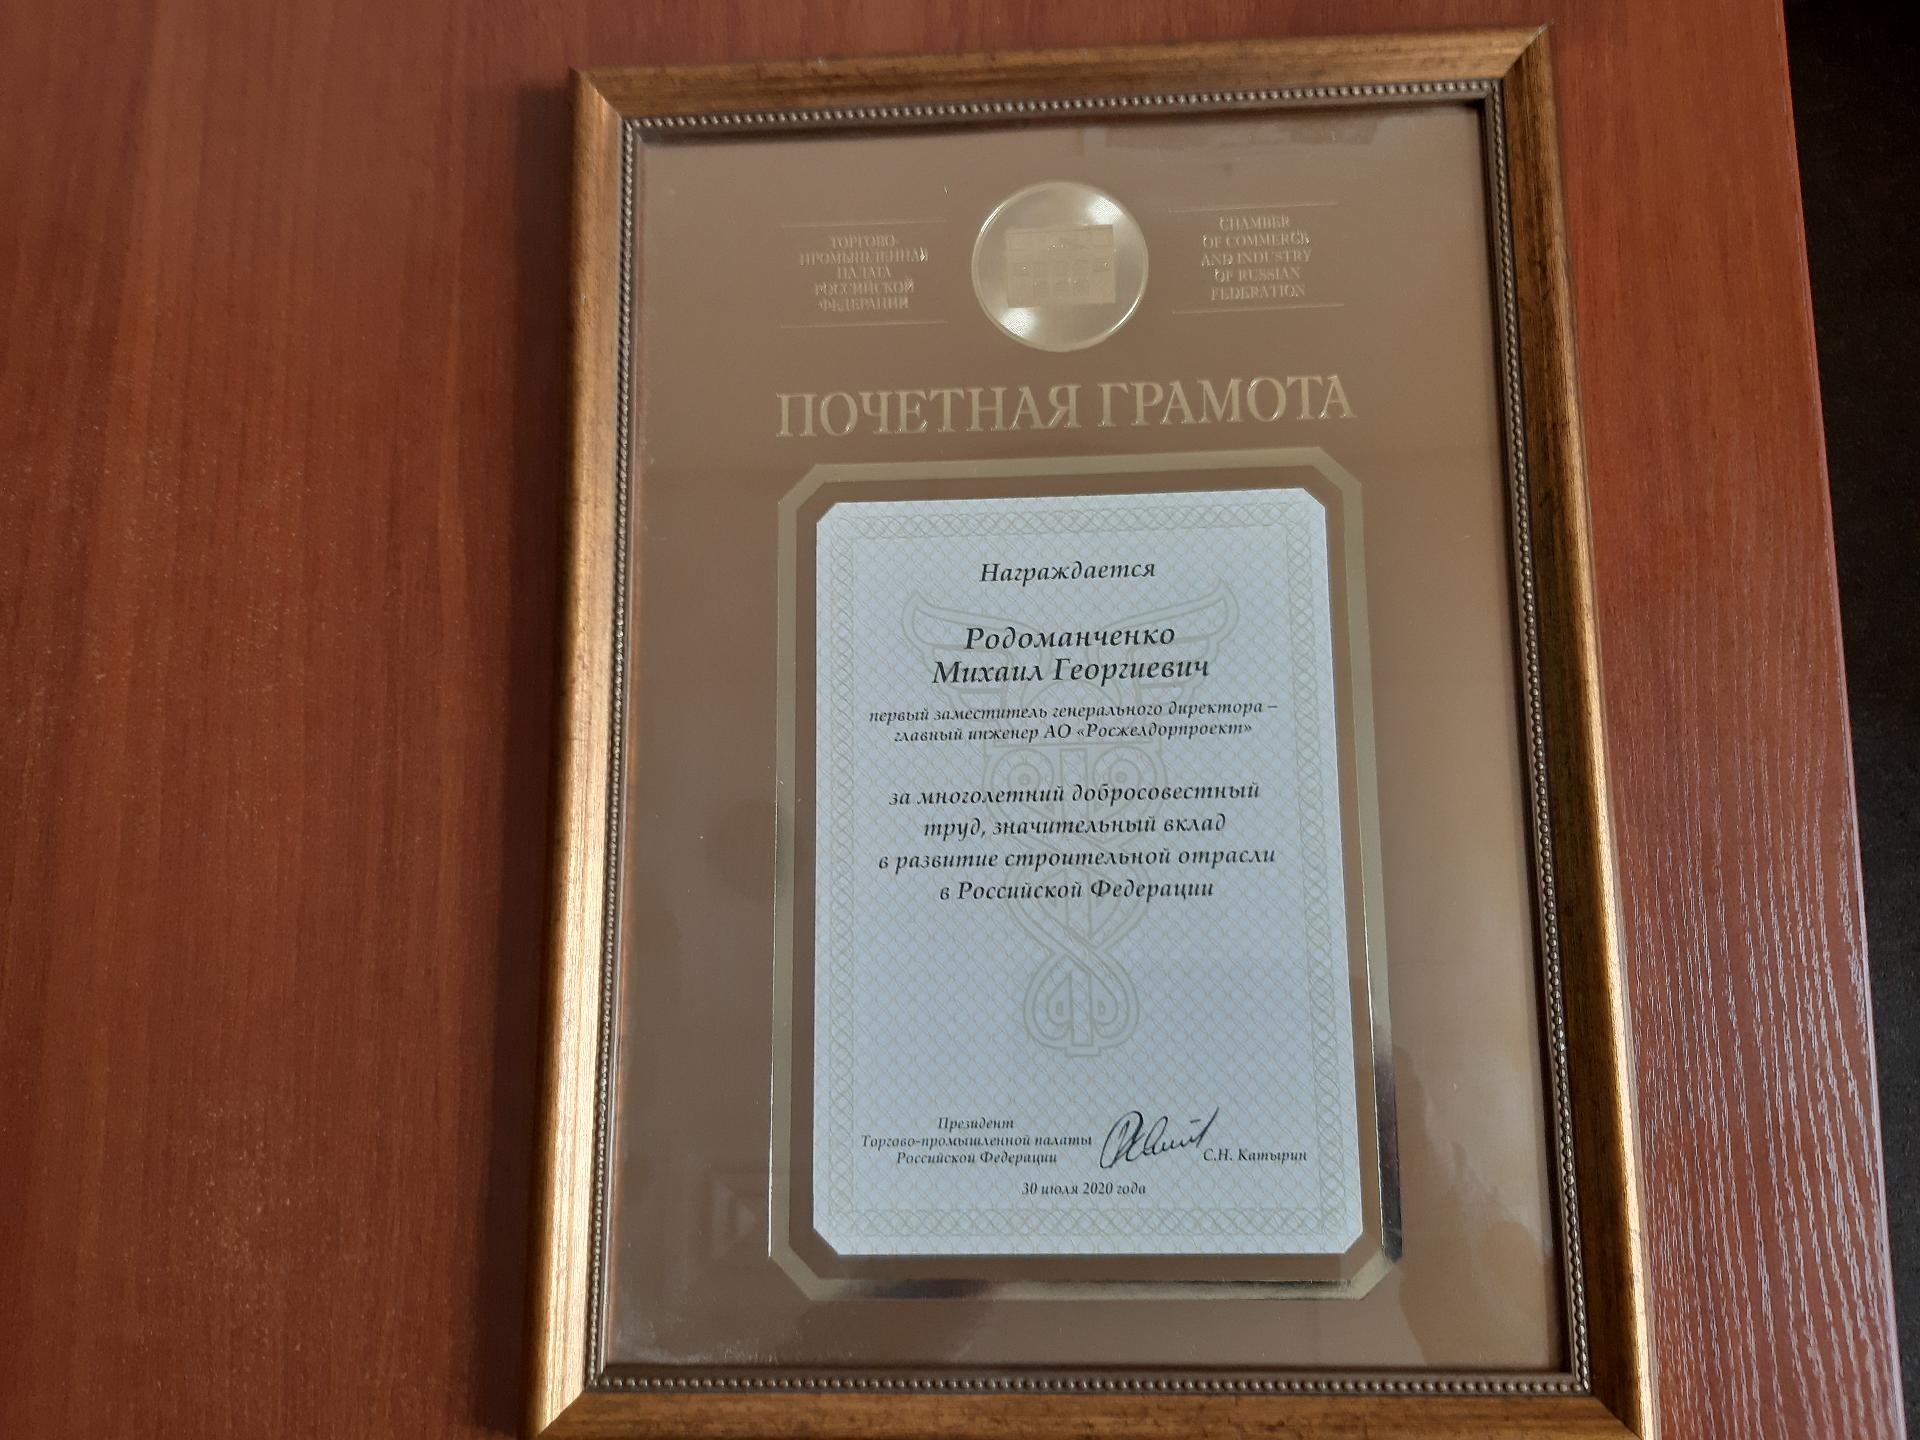 ТОРГОВО-
ПРОМЫШЛЕННАЯ
ПАЛАТА
РОССИЙСКОЙ
ФЕДЕРАЦИИ
CHAMBER
OF COMMERCE
AND INDUSTRY
OF RUSSIAN
FEDERATION
ПОЧЕТНАЯ ГРАМОТА
Награждается
Родоманченко
Михаил Георгиевич
первый заместитель генерального директора –
главный инженер АО «Росжелдорпроект»
за многолетний добросовестный
труд, значительный вклад
в развитие строительной отрасли
в Российской Федерации
Президент
Торгово-промышленной палаты
Российской Федерации
С.Н. Катырин
30 июля 2020 года